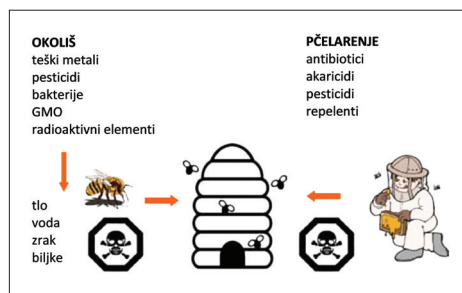 OKOLIŠ
teški metali
pesticidi
bakterije
GMO
radioaktivni elementi
tlo
voda
zrak
biljke
PČELARENJE
antibiotici
akaricidi
pesticidi
repelenti